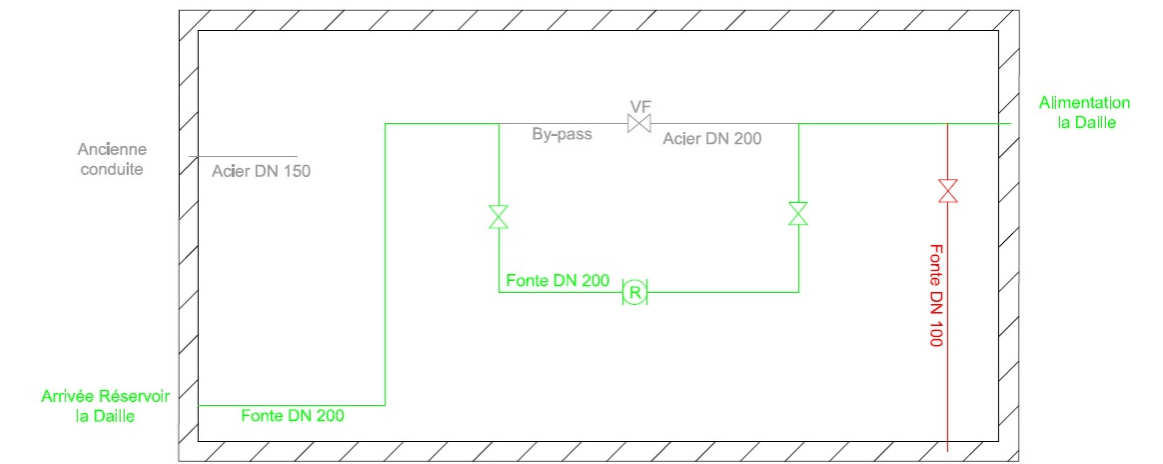 VF
Alimentation
la Daille
By-pass
Acier DN 200
Ancienne
conduite
Acier DN 150
Fonte DN 200
R
Fonte DN 100
Arrivée Réservoir
la Daille
Fonte DN 200